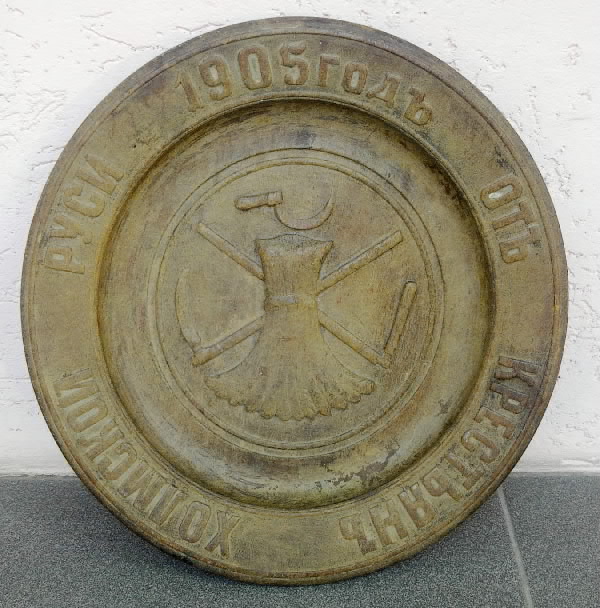 1905 годъ
отъ
крестьянъ
холмской
руси